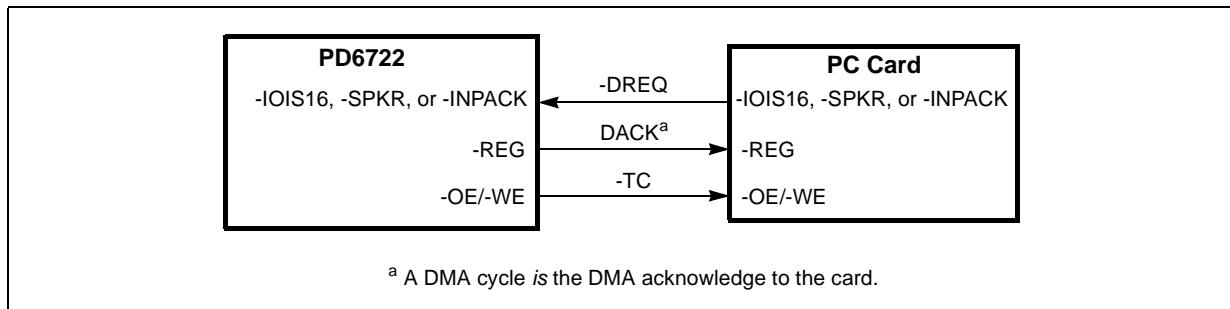 PD6722
PC Card
-IOIS16, -SPKR, or -INPACK
-DREQ
-IOIS16, -SPKR, or -INPACK
-REG
DACKa
-REG
-OE/-WE
-TC
-OE/-WE
a A DMA cycle is the DMA acknowledge to the card.